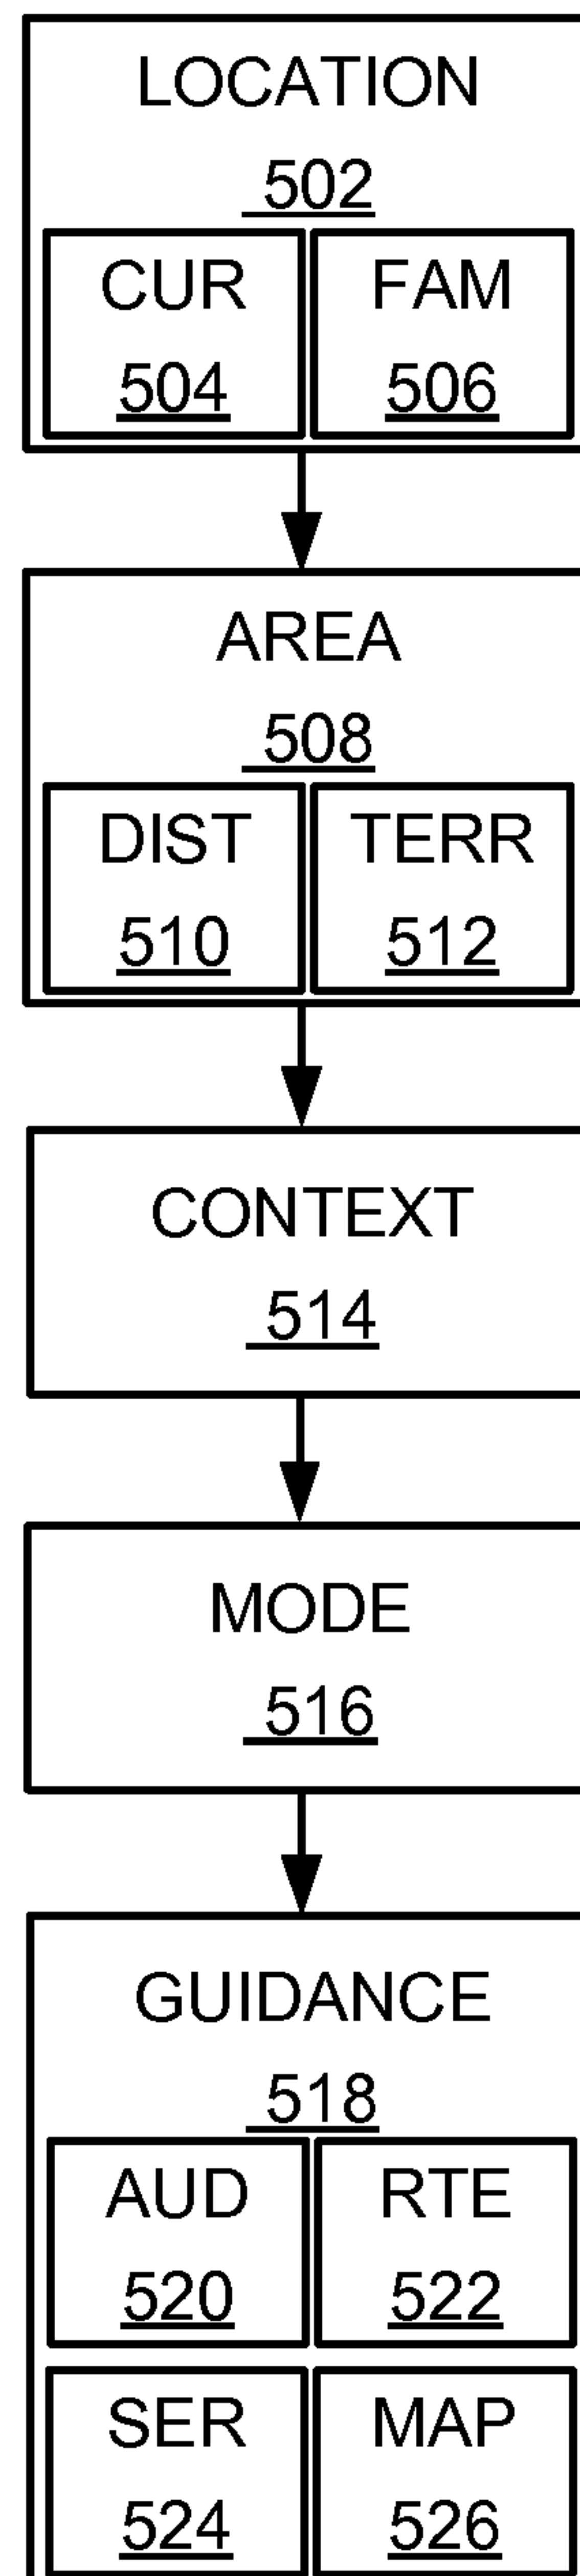 LOCATION
502
CUR FAM
504 506
AREA
508
DIST TERR
510 512
CONTEXT
514
MODE
516
GUIDANCE
518
AUD RTE
520 522
SER MAP
524 526